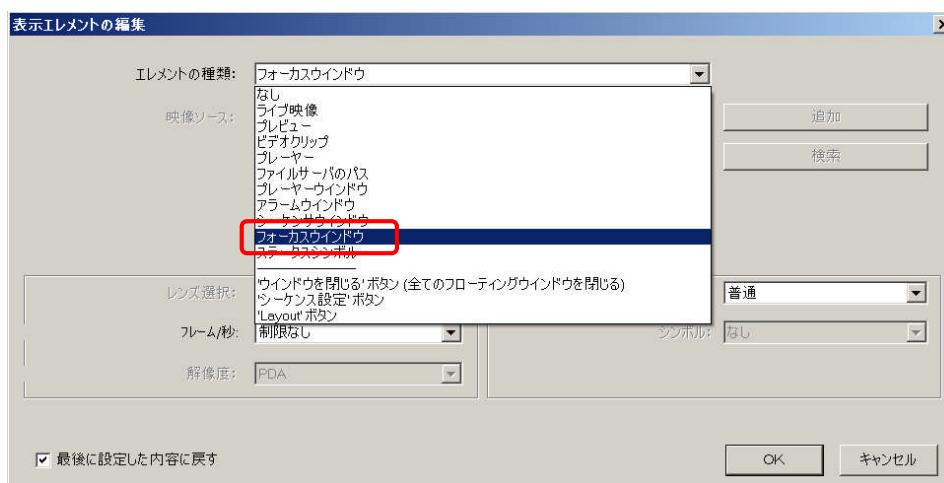 表示エレメントの編集
エレメントの種類: フォーカスウインドウ
なし
映像ソース: ライブ映像 追加
プレビュー
ビデオクリップ
プレーヤー 検索
ファイルサーバのパス
プレーヤーウインドウ
アラームウインドウ
シーケンサウインドウ
フォーカスウインドウ
ステータスシンボル
'ウインドウを閉じる' ボタン (全てのフローティングウインドウを閉じる)
レンズ選択: 'シーケンス設定' ボタン 普通
'Layout' ボタン
フレーム/秒: 制限なし シンボル: なし
解像度: PDA
最後に設定した内容に戻す OK キャンセル